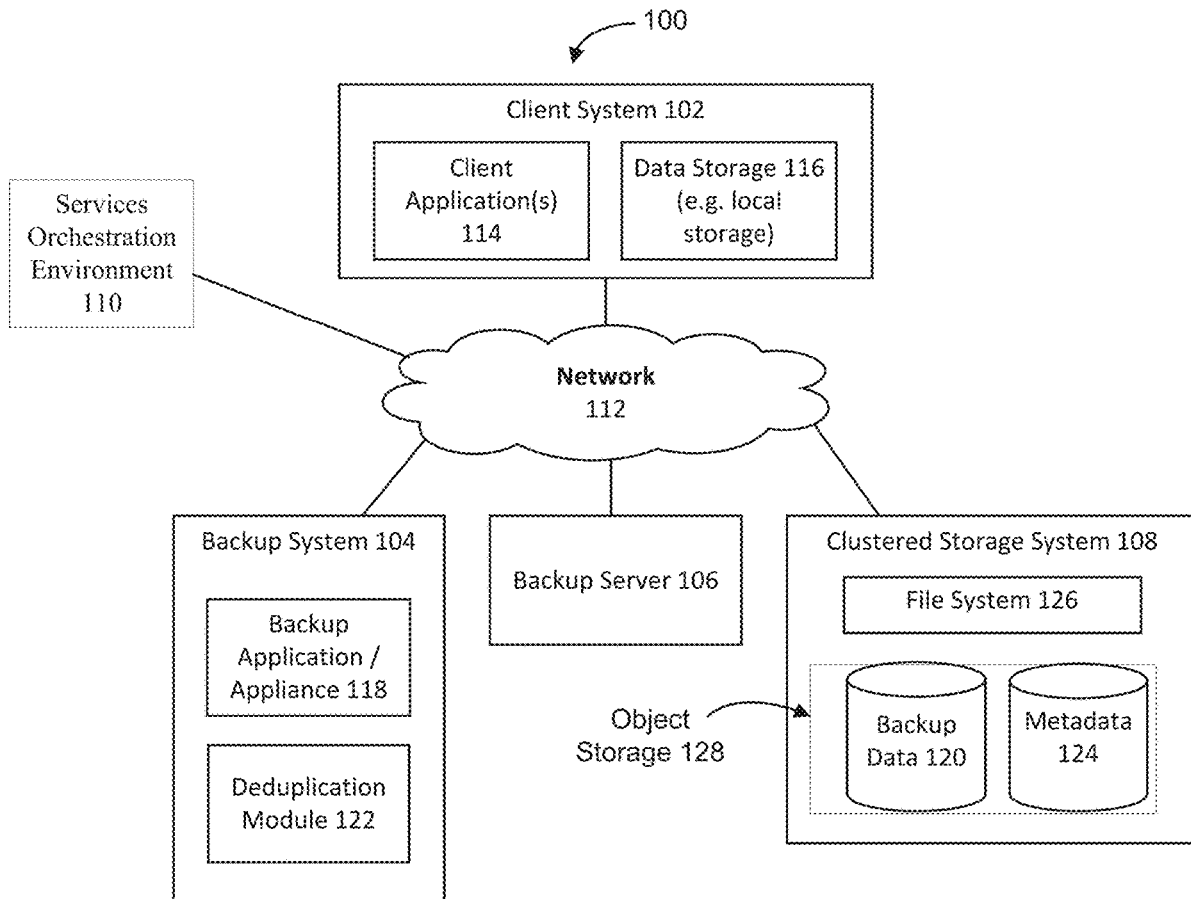 100
Client System 102
Client
Application(s)
114
Data Storage 116
(e.g. local
storage)
Services
Orchestration
Environment
110
Network
112
Backup System 104
Backup
Application /
Appliance 118
Deduplication
Module 122
Backup Server 106
Clustered Storage System 108
File System 126
Object
Storage 128
Backup
Data 120
Metadata
124